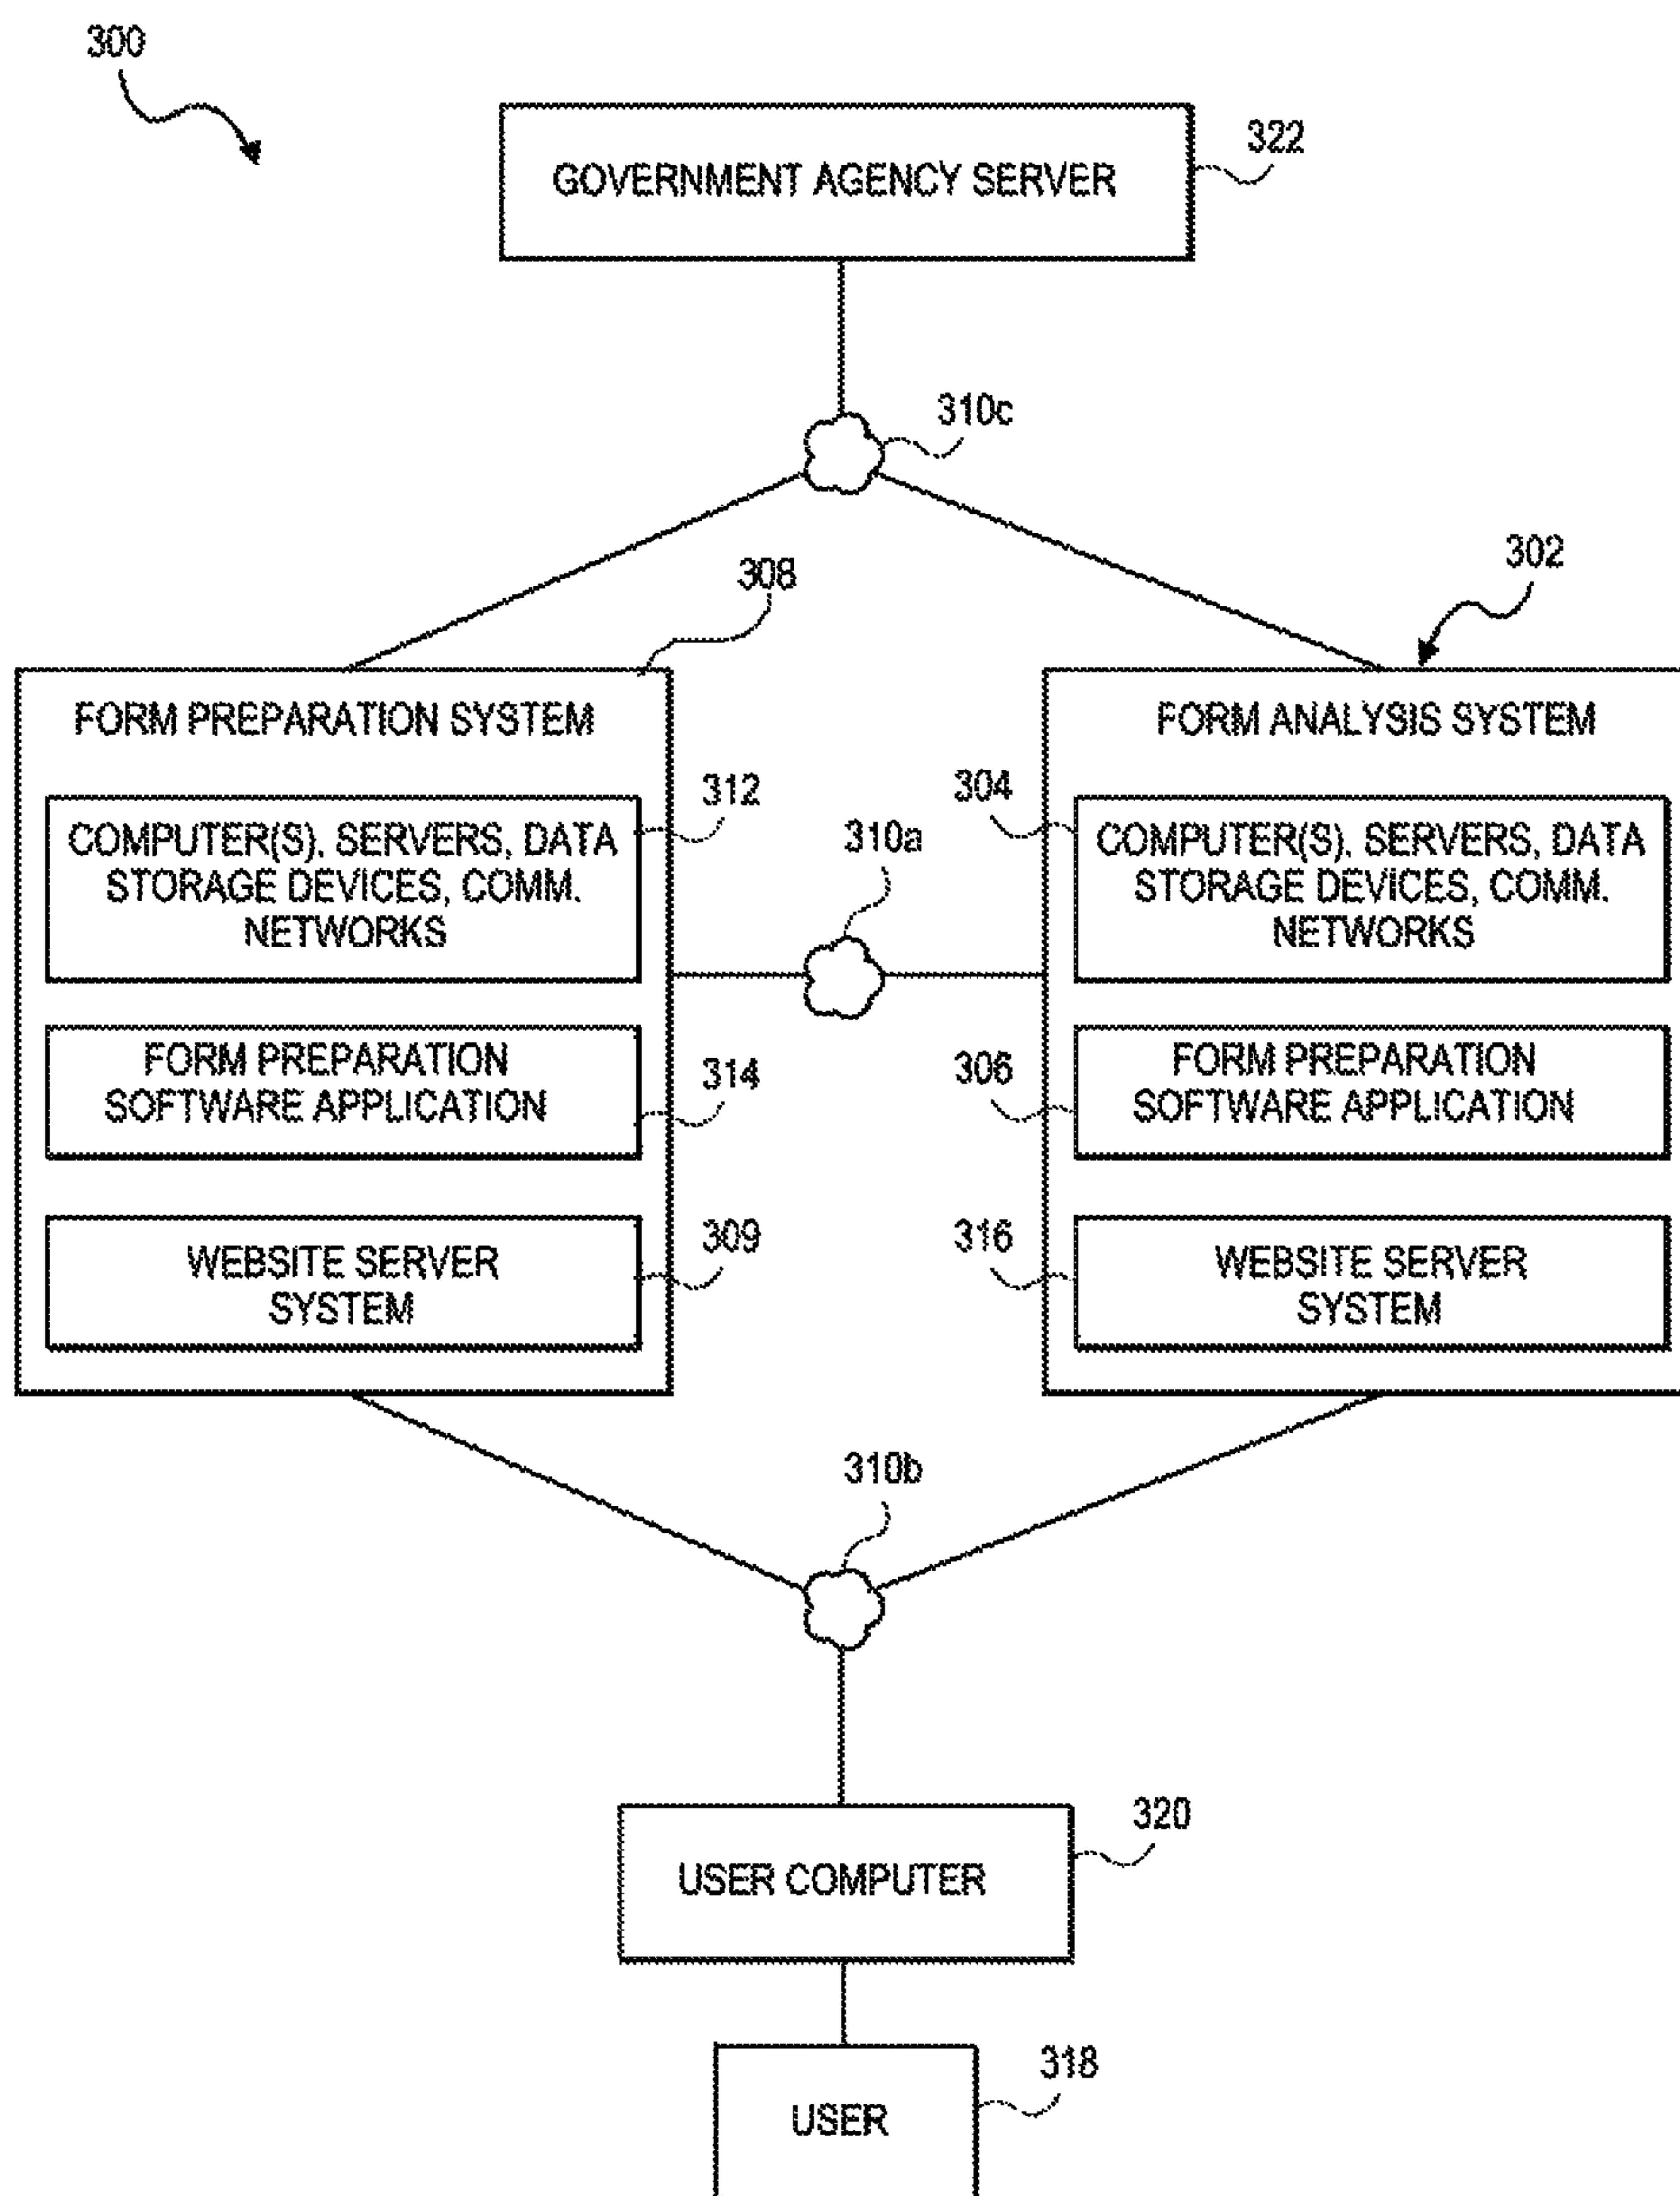 300
322
GOVERNMENT AGENCY SERVER
310c
302
308
FORM PREPARATION SYSTEM
312
COMPUTER(S), SERVERS, DATA
STORAGE DEVICES, COMM.
NETWORKS
314
FORM PREPARATION
SOFTWARE APPLICATION
309
WEBSITE SERVER
SYSTEM
310a
FORM ANALYSIS SYSTEM
304
COMPUTER(S), SERVERS, DATA
STORAGE DEVICES, COMM.
NETWORKS
306
FORM PREPARATION
SOFTWARE APPLICATION
316
WEBSITE SERVER
SYSTEM
310b
320
USER COMPUTER
318
USER